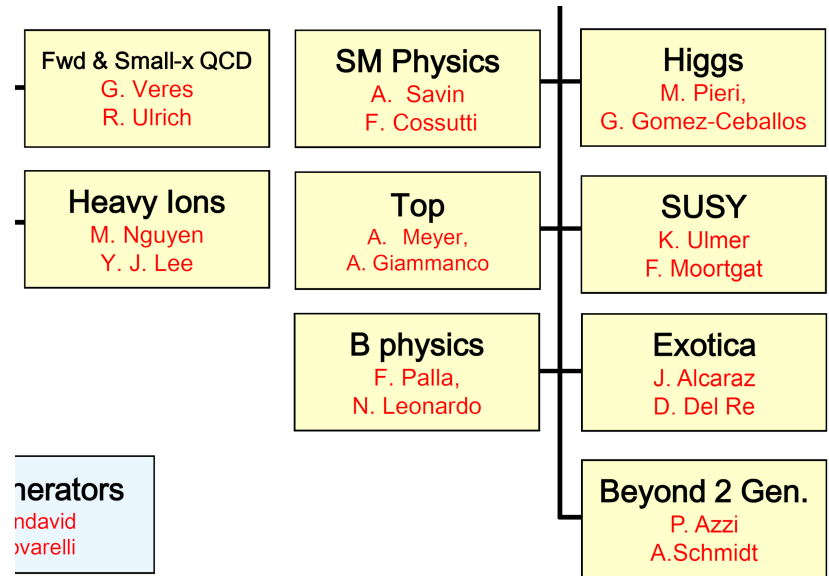 Fwd & Small-x QCD
G. Veres
R. Ulrich
SM Physics
A. Savin
F. Cossutti
Higgs
M. Pieri,
G. Gomez-Ceballos
Heavy Ions
M. Nguyen
Y. J. Lee
Top
A. Meyer,
A. Giammanco
SUSY
K. Ulmer
F. Moortgat
B physics
F. Palla,
N. Leonardo
Exotica
J. Alcaraz
D. Del Re
Beyond 2 Gen.
P. Azzi
A.Schmidt